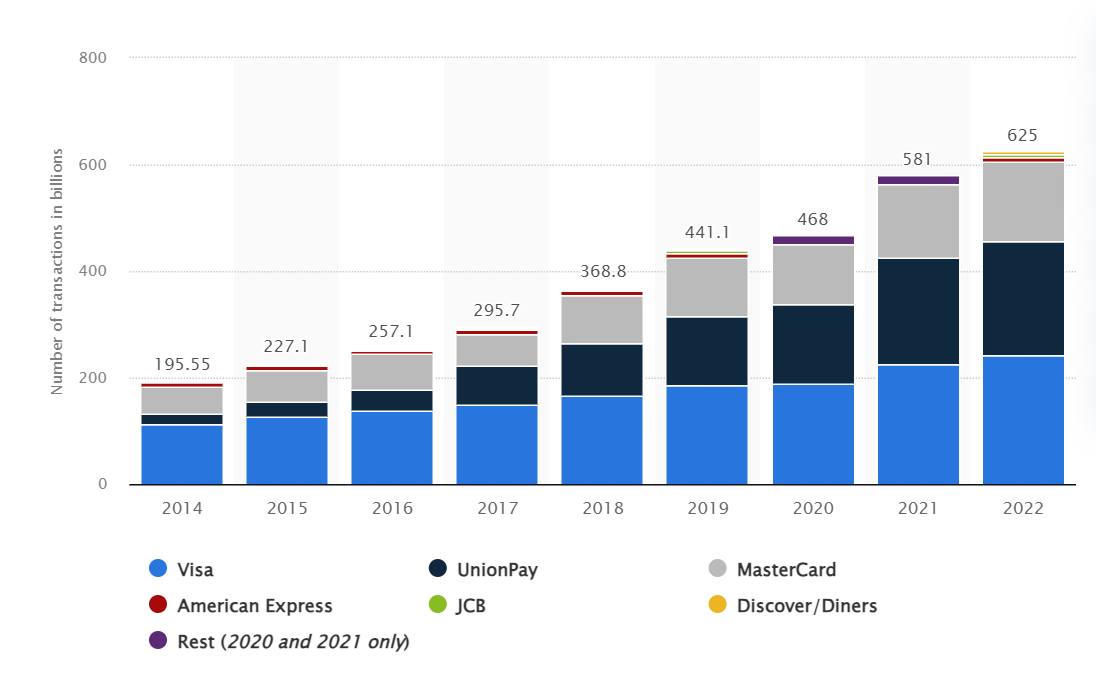 800
600
400
200
0
Number of transactions in billions
195.55
227.1
257.1
295.7
368.8
441.1
468
581
625
2014 2015 2016 2017 2018 2019 2020 2021 2022
Visa UnionPay MasterCard
American Express JCB Discover/Diners
Rest (2020 and 2021 only)